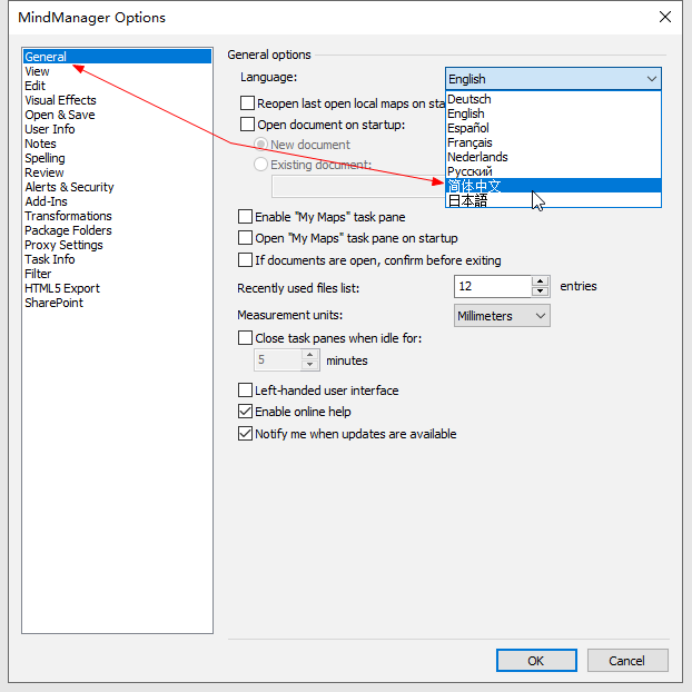 MindManager Options
General
View
Edit
Visual Effects
Open & Save
User Info
Notes
Spelling
Review
Alerts & Security
Add-Ins
Transformations
Package Folders
Proxy Settings
Task Info
Filter
HTML5 Export
SharePoint
General options
Language:
English
Deutsch
English
Español
Français
Nederlands
Русский
简体中文
日本語
Reopen last open local maps on sta
Open document on startup:
New document
Existing document:
Enable "My Maps" task pane
Open "My Maps" task pane on startup
If documents are open, confirm before exiting
Recently used files list: 12 entries
Measurement units: Millimeters
Close task panes when idle for:
5 minutes
Left-handed user interface
Enable online help
Notify me when updates are available
OK Cancel